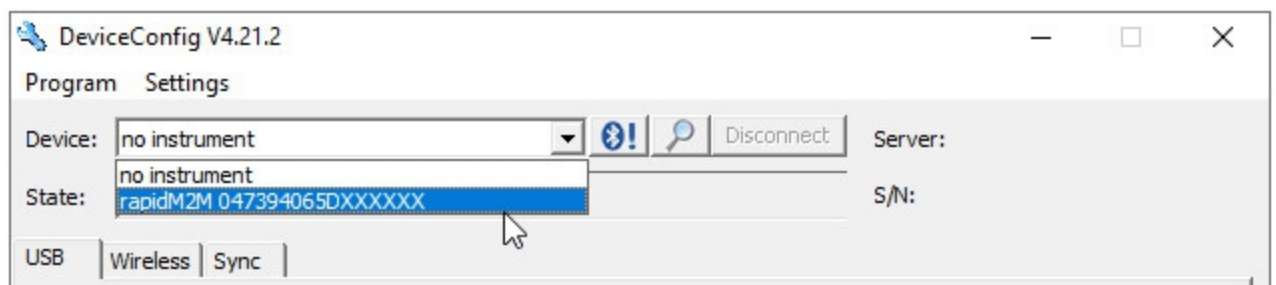 DeviceConfig V4.21.2
Program Settings
Device: no instrument Disconnect Server:
no instrument
State: rapidM2M 047394065DXXXXXX S/N:
USB Wireless Sync